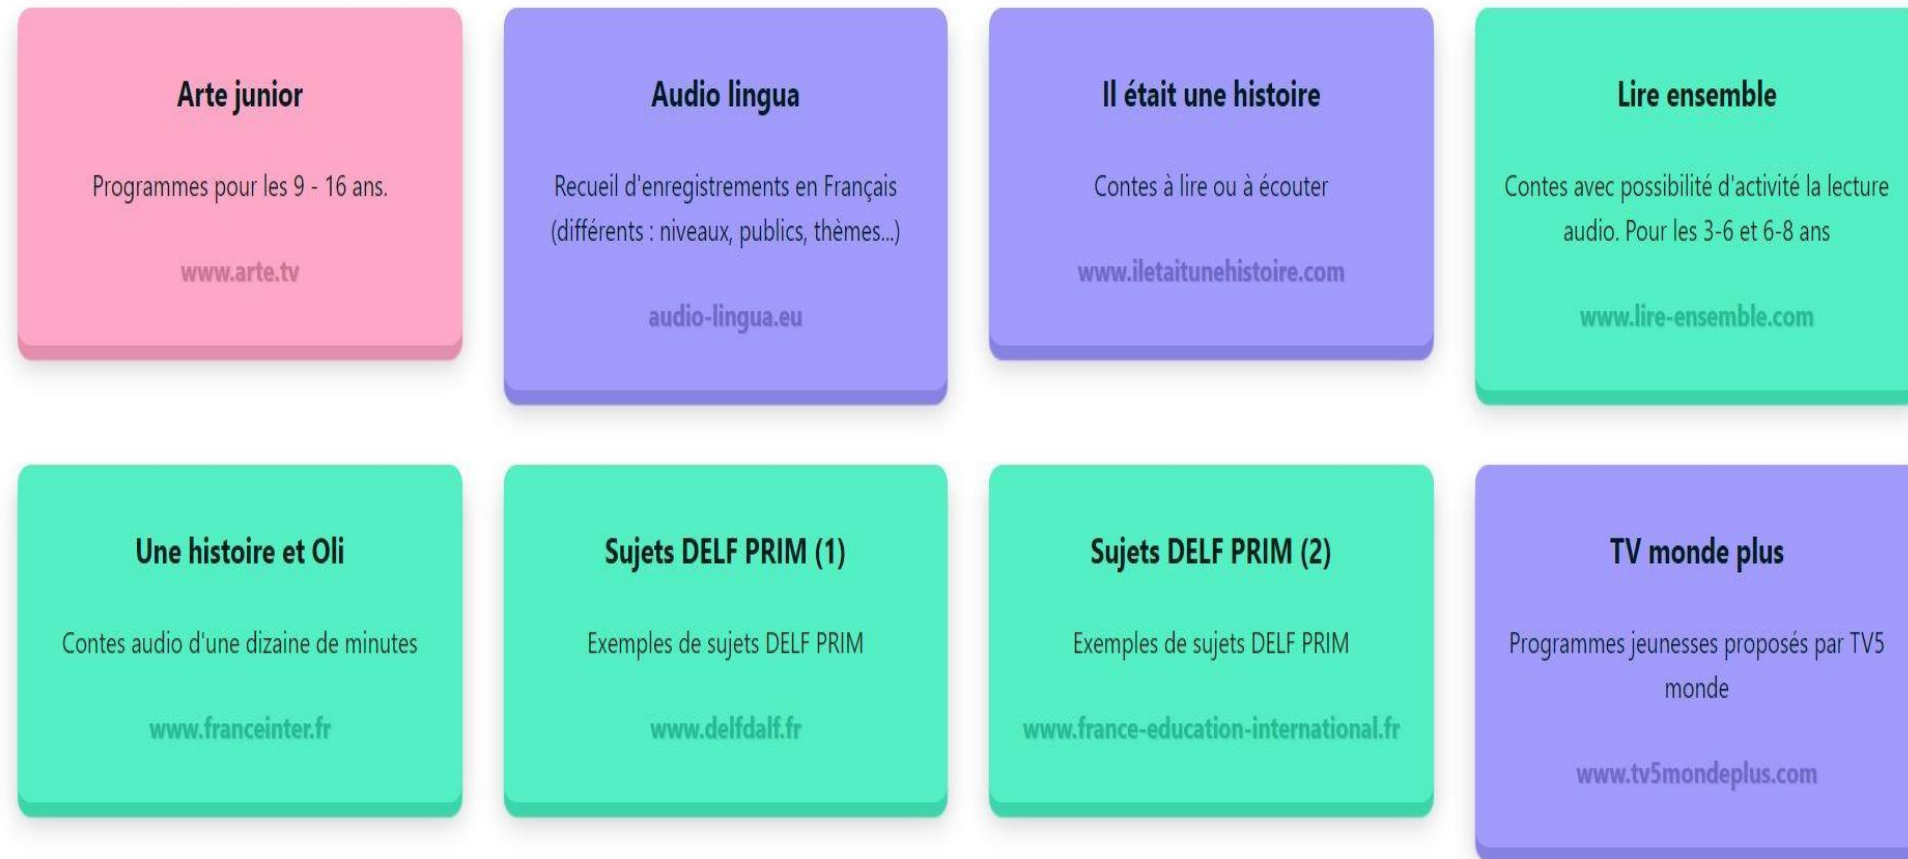 Arte junior
Programmes pour les 9 - 16 ans.
www.arte.tv
Audio lingua
Recueil d'enregistrements en Français
(différents : niveaux, publics, thèmes...)
audio-lingua.eu
Il était une histoire
Contes à lire ou à écouter
www.iletaitunehistoire.com
Lire ensemble
Contes avec possibilité d'activité la lecture
audio. Pour les 3-6 et 6-8 ans
www.lire-ensemble.com
Une histoire et Oli
Contes audio d'une dizaine de minutes
www.franceinter.fr
Sujets DELF PRIM (1)
Exemples de sujets DELF PRIM
www.delfdalf.fr
Sujets DELF PRIM (2)
Exemples de sujets DELF PRIM
www.france-education-international.fr
TV monde plus
Programmes jeunesses proposés par TV5
monde
www.tv5mondeplus.com